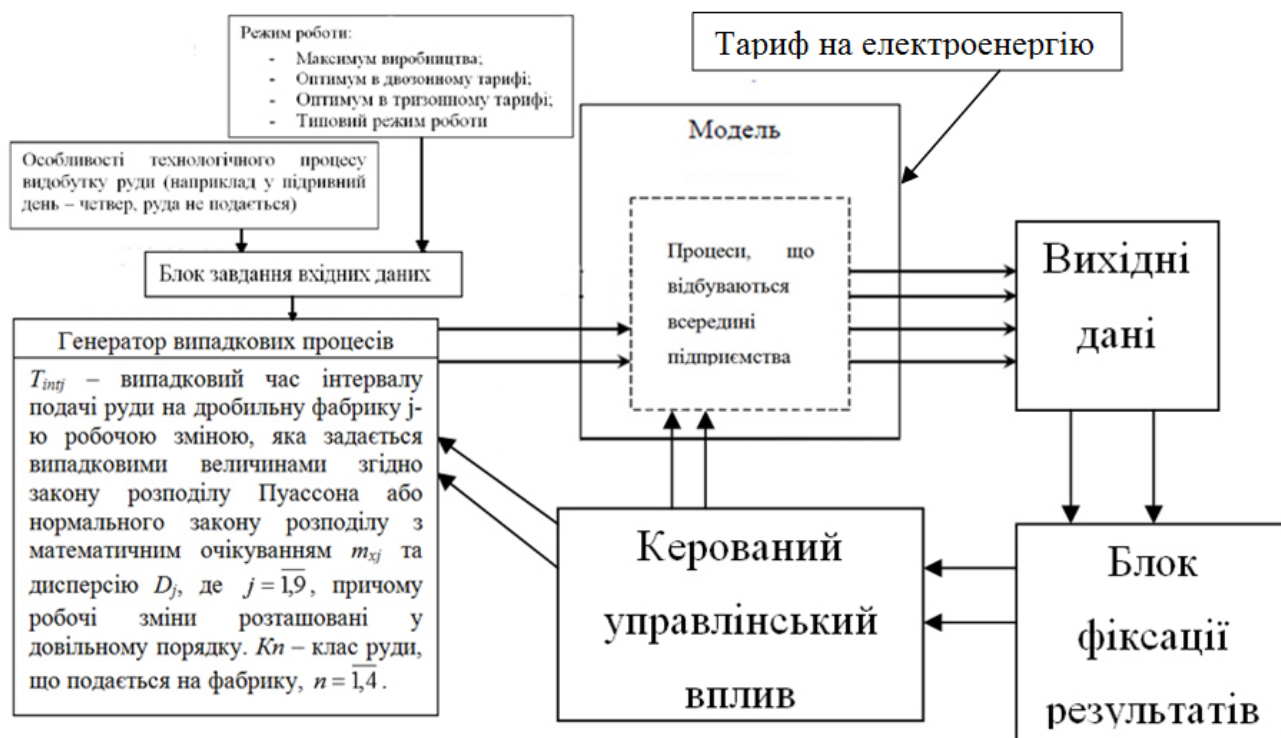 Режим роботи:
- Максимум виробництва;
- Оптимум в двозонному тарифі;
- Оптимум в тризонному тарифі;
- Типовий режим роботи
Тариф на електроенергію
Особливості технологічного процесу
видобутку руди (наприклад у підривний
день – четвер, руда не подається)
Блок завдання вхідних даних
Генератор випадкових процесів
Tintj – випадковий час інтервалу
подачі руди на дробильну фабрику j-
ю робочою зміною, яка задається
випадковими величинами згідно
закону розподілу Пуассона або
нормального закону розподілу з
математичним очікуванням mxj та
дисперсію Dj, де j = 1,9, причому
робочі зміни розташовані у
довільному порядку. Kn – клас руди,
що подається на фабрику, n = 1,4.
Модель
Процеси, що
відбуваються
всередині
підприємства
Вихідні
дані
Керований
управлінський
вплив
Блок
фіксації
результатів